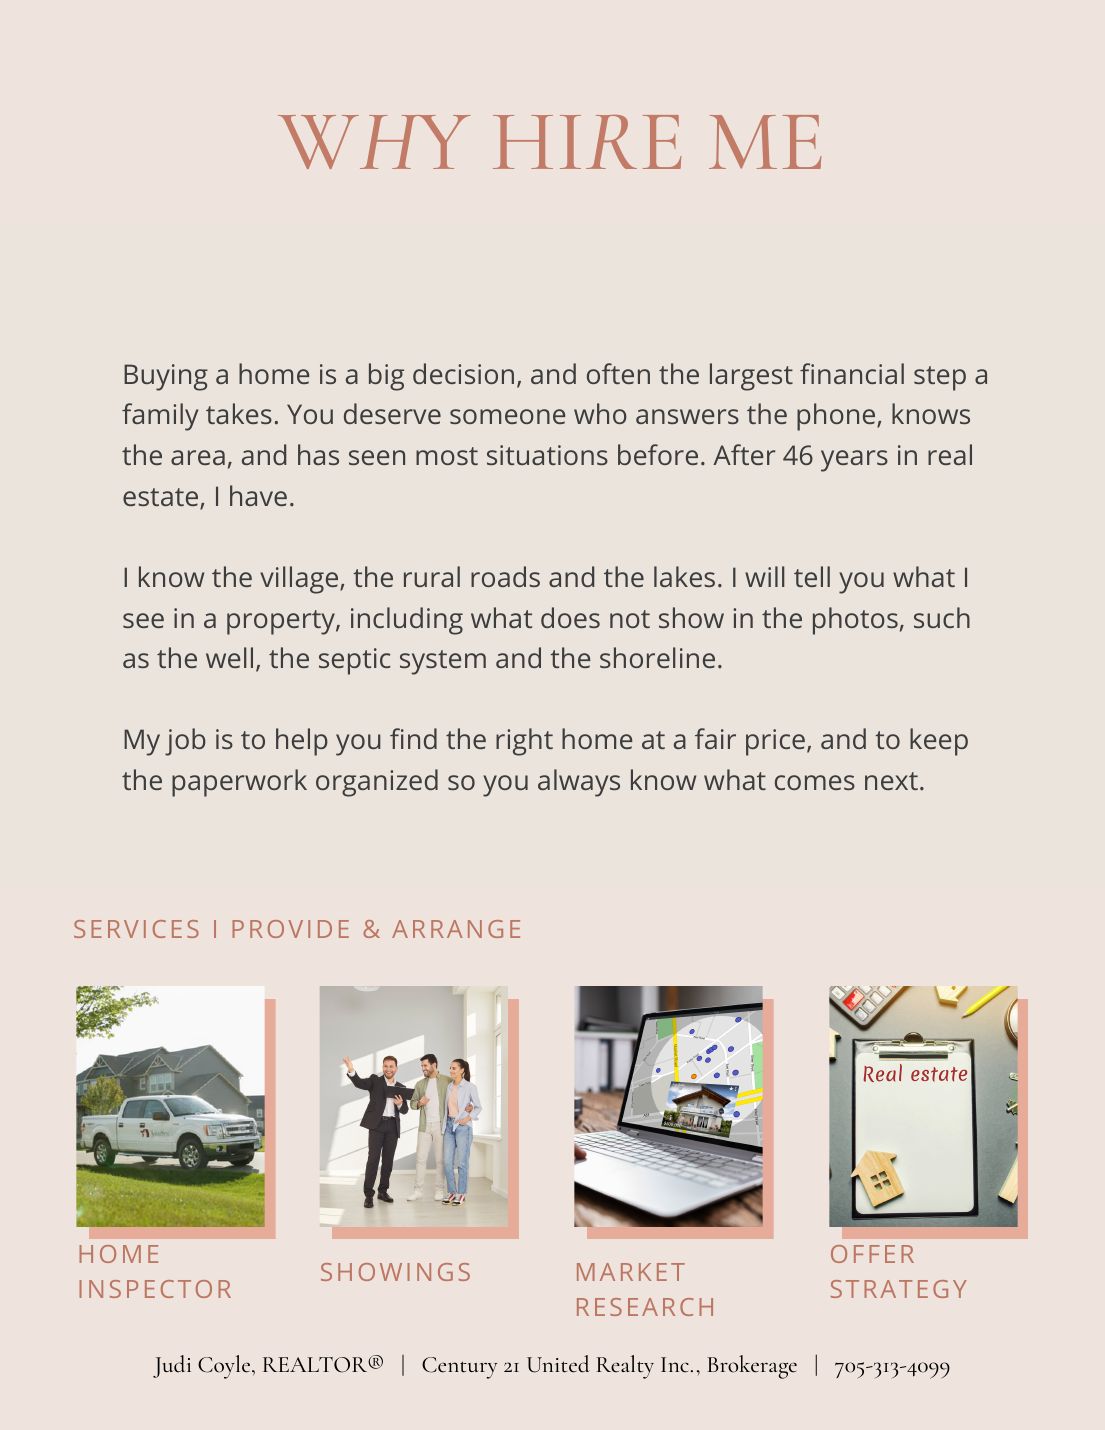 WHY HIRE ME
Buying a home is a big decision, and often the largest financial step a
family takes. You deserve someone who answers the phone, knows
the area, and has seen most situations before. After 46 years in real
estate, I have.
I know the village, the rural roads and the lakes. I will tell you what I
see in a property, including what does not show in the photos, such
as the well, the septic system and the shoreline.
My job is to help you find the right home at a fair price, and to keep
the paperwork organized so you always know what comes next.
SERVICES I PROVIDE & ARRANGE
Real estate
HOME
INSPECTOR
SHOWINGS
MARKET
RESEARCH
OFFER
STRATEGY
Judi Coyle, REALTOR® | Century 21 United Realty Inc., Brokerage | 705-313-4099